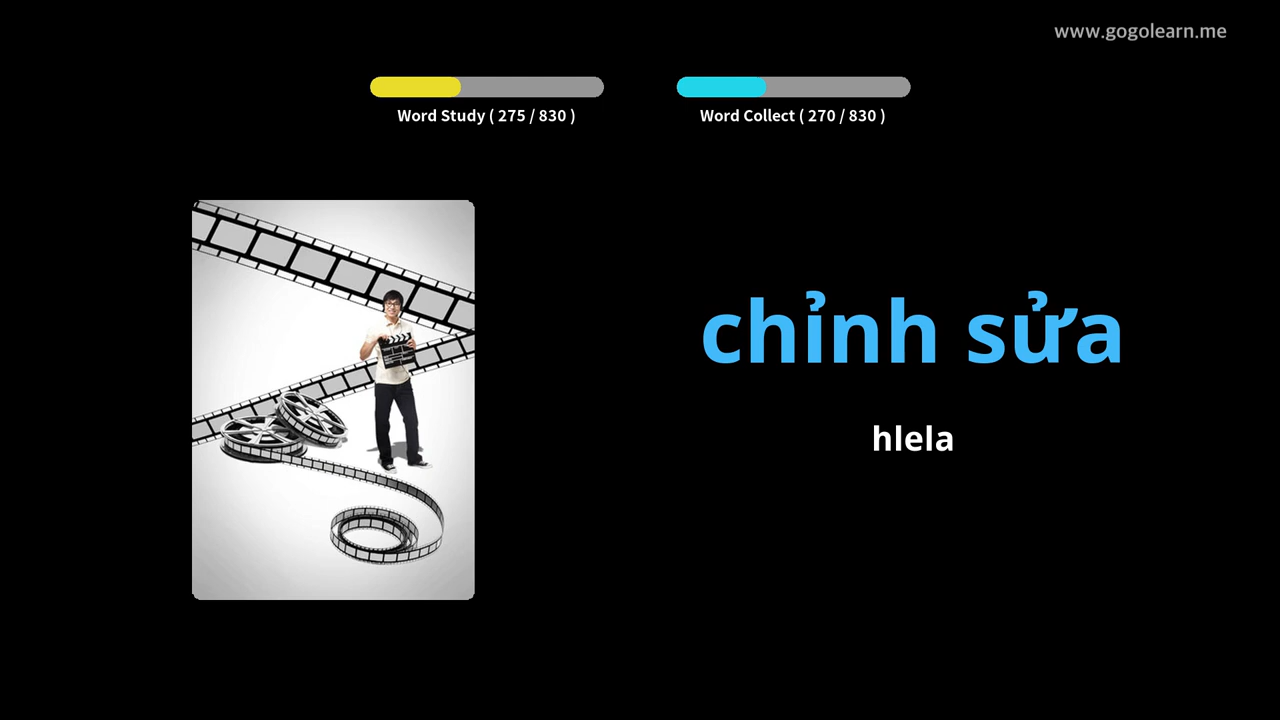 www.gogolearn.me
Word Study ( 275 / 830 )
Word Collect ( 270 / 830 )
chỉnh sửa
hlela